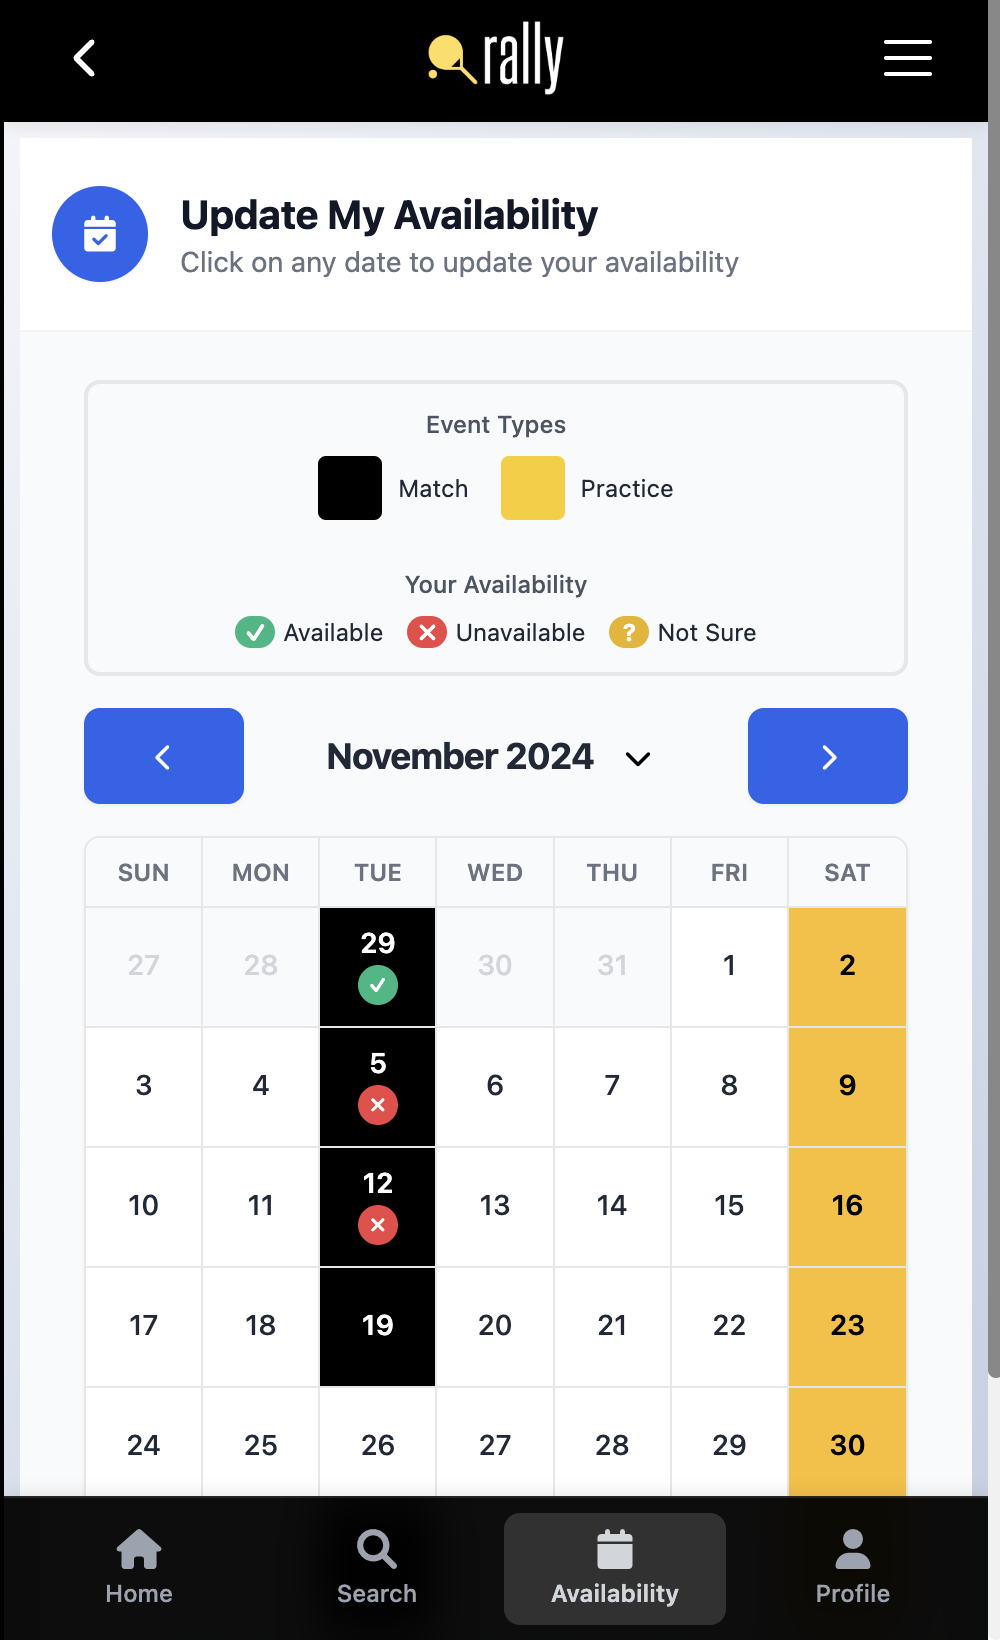 rally
Update My Availability
Click on any date to update your availability
Event Types
Match Practice
Your Availability
Available Unavailable ? Not Sure
November 2024
SUN MON TUE WED THU FRI SAT
27 28 29 30 31 1 2
3 4 5 6 7 8 9
10 11 12 13 14 15 16
17 18 19 20 21 22 23
24 25 26 27 28 29 30
Home Search Availability Profile